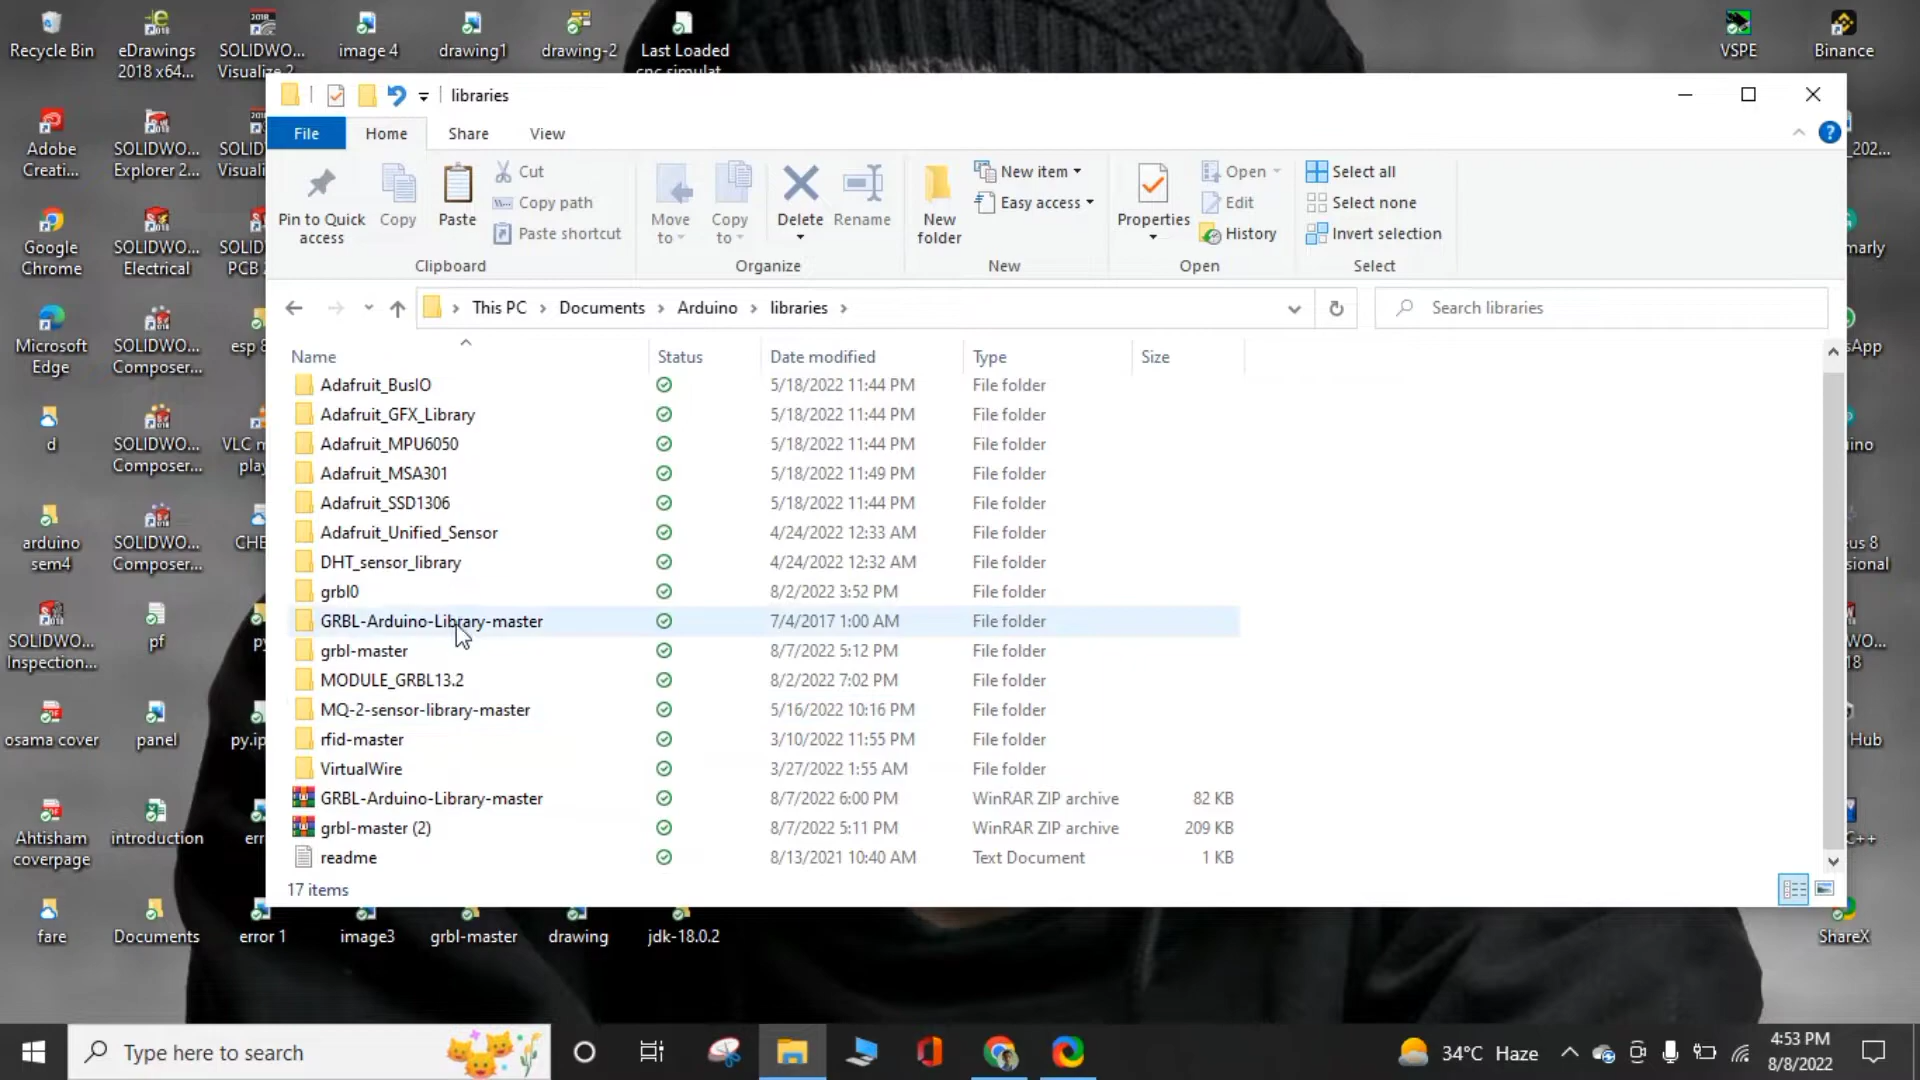 Recycle Bin
eDrawings
2018 x64...
SOLIDWO...
Visualize 2
image 4
drawing1
drawing-2
Last Loaded
cnc simulat
VSPE
Binance
libraries
File
Home
Share
View
Pin to Quick
access
Copy
Paste
Cut
Copy path
Paste shortcut
Move
to
Copy
to
Delete
Rename
New
folder
New item
Easy access
Properties
Open
Edit
History
Select all
Select none
Invert selection
Clipboard
Organize
New
Open
Select
This PC
Documents
Arduino
libraries
Search libraries
Name Status Date modified Type Size
Adafruit_BusIO 5/18/2022 11:44 PM File folder
Adafruit_GFX_Library 5/18/2022 11:44 PM File folder
Adafruit_MPU6050 5/18/2022 11:44 PM File folder
Adafruit_MSA301 5/18/2022 11:49 PM File folder
Adafruit_SSD1306 5/18/2022 11:44 PM File folder
Adafruit_Unified_Sensor 4/24/2022 12:33 AM File folder
DHT_sensor_library 4/24/2022 12:32 AM File folder
grbl0 8/2/2022 3:52 PM File folder
GRBL-Arduino-Library-master 7/4/2017 1:00 AM File folder
grbl-master 8/7/2022 5:12 PM File folder
MODULE_GRBL13.2 8/2/2022 7:02 PM File folder
MQ-2-sensor-library-master 5/16/2022 10:16 PM File folder
rfid-master 3/10/2022 11:55 PM File folder
VirtualWire 3/27/2022 1:55 AM File folder
GRBL-Arduino-Library-master 8/7/2022 6:00 PM WinRAR ZIP archive 82 KB
grbl-master (2) 8/7/2022 5:11 PM WinRAR ZIP archive 209 KB
readme 8/13/2021 10:40 AM Text Document 1 KB
17 items
Adobe
Creati...
SOLIDWO...
Explorer 2...
SOLID
Visuali
Google
Chrome
SOLIDWO...
Electrical
SOLID
PCB
Microsoft
Edge
SOLIDWO...
Composer...
esp 8
d
SOLIDWO...
Composer...
VLC m
play
arduino
sem4
SOLIDWO...
Composer...
CHE
SOLIDWO...
Inspection...
pf
py
osama cover
panel
py.ip
Ahtisham
coverpage
introduction
err
fare
Documents
error 1
image3
grbl-master
drawing
jdk-18.0.2
_202...
marly
sApp
ino
us 8
sional
WO...
18
Hub
C++
ShareX
Type here to search
34°C Haze
4:53 PM
8/8/2022